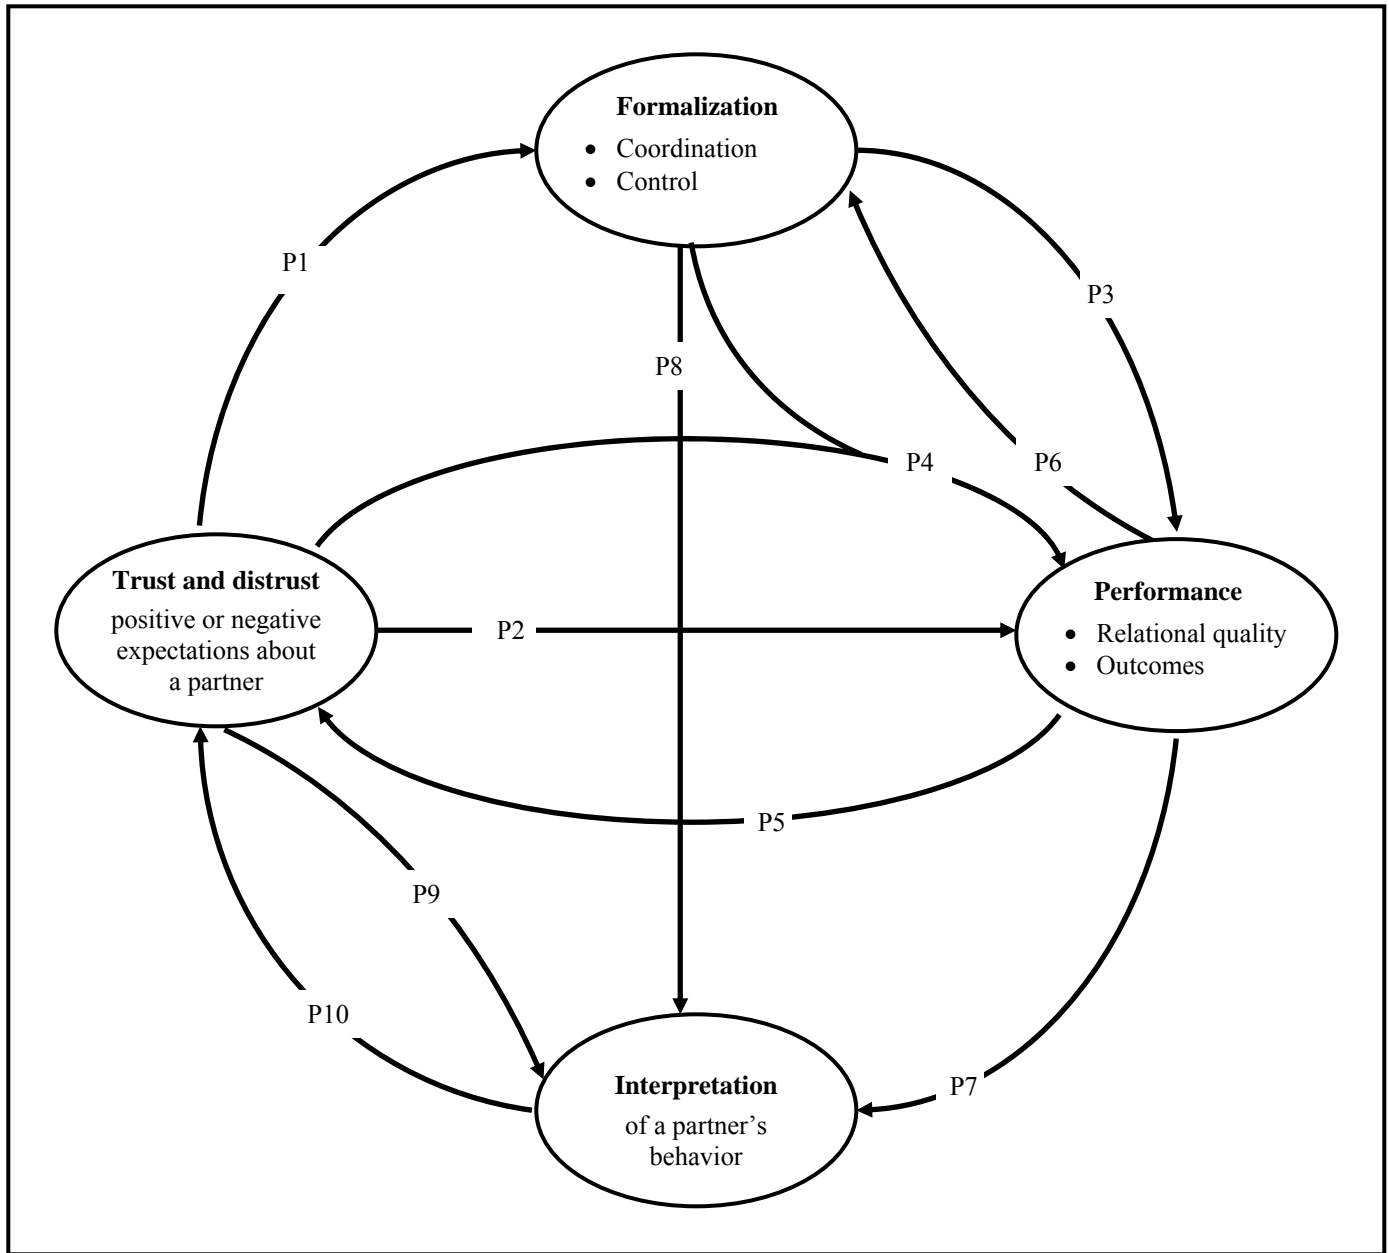 Formalization
• Coordination
• Control
P1
P3
P8
P4
P6
Trust and distrust
positive or negative
expectations about
a partner
P2
Performance
• Relational quality
• Outcomes
P5
P9
P10
Interpretation
of a partner’s
behavior
P7